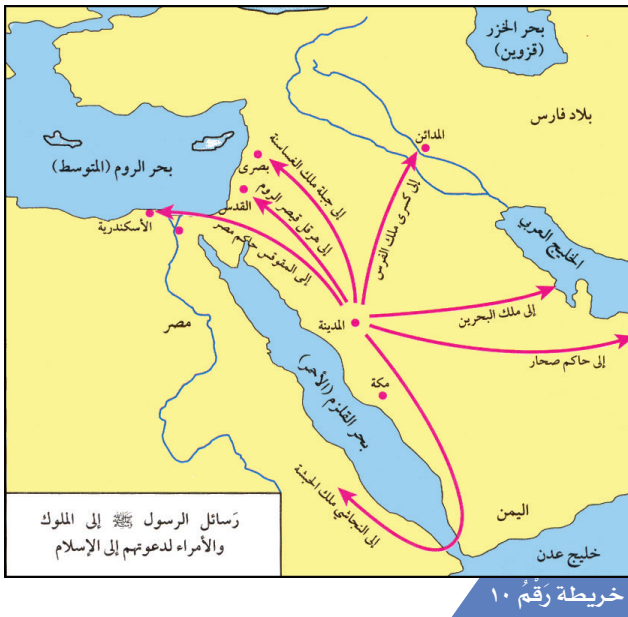 بحر الخزر
(قزوين)
المدائن
بلاد فارس
بحر الروم (المتوسط)
بصرى
إلى جبلة ملك الغساسنة
إلى هرقل قيصر الروم
القدس
إلى كسرى ملك الفرس
الأسكندرية
إلى المقوقس حاكم مصر
الخليج العربي
مصر
المدينة
إلى ملك البحرين
إلى حاكم صحار
مكة
بحر القلزم (الأحمر)
إلى النجاشي ملك الحبشة
اليمن
خليج عدن
رَسائل الرسول ﷺ إلى الملوك
والأمراء لدعوتهم إلى الإسلام
خريطة رَقْمُ ١٠